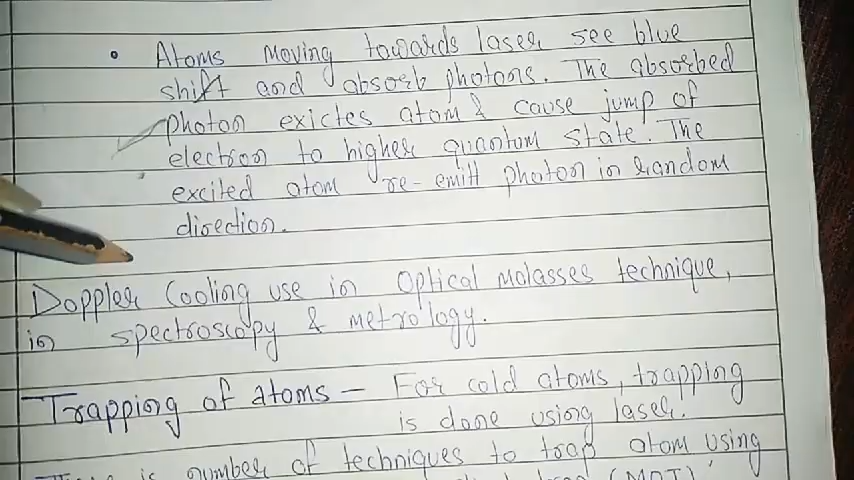 • Atoms moving towards laser see blue
shift and absorb photons. The absorbed
photon exictes atom & cause jump of
electron to higher quantum state. The
excited atom re-emitt photon in random
direction.
Doppler Cooling use in Optical molasses technique,
in spectroscopy & metrology.
Trapping of atoms – For cold atoms, trapping
is done using laser.
is number of techniques to trap atom using
(MOT)